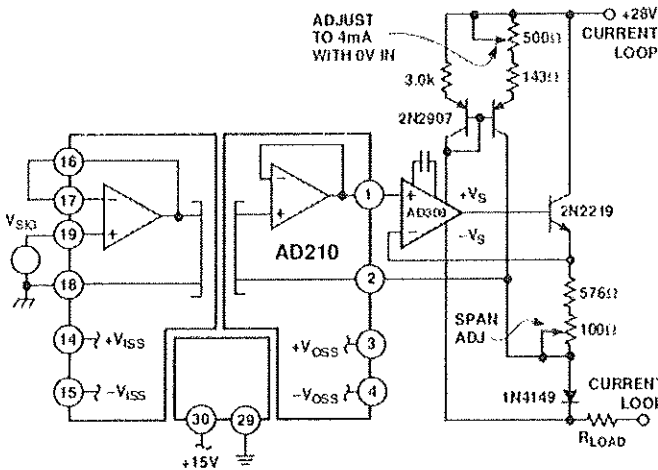 ADJUST
TO 4mA
WITH 0V IN
+28V
CURRENT
LOOP
500Ω
3.0k
143Ω
2N2907
16
17
VSIG
19
18
1
AD308
+VS
−VS
2N2219
AD210
2
576Ω
SPAN
ADJ
100Ω
14
+VISS
3
+VOSS
15
−VISS
4
−VOSS
1N4149
CURRENT
LOOP
30
29
+15V
RLOAD